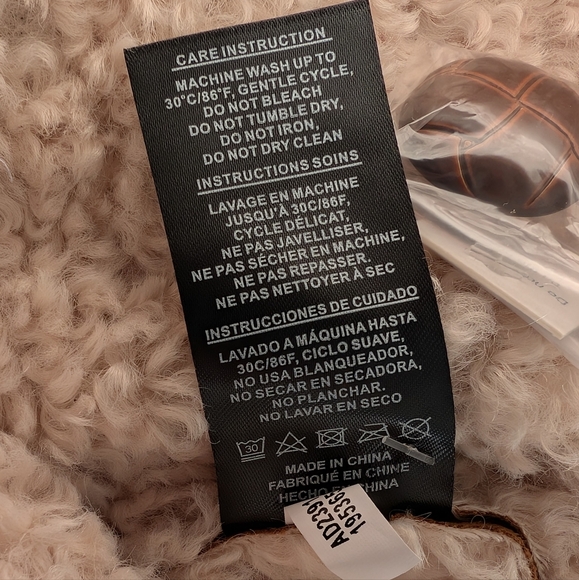 CARE INSTRUCTION
MACHINE WASH UP TO
30°C/86°F, GENTLE CYCLE,
DO NOT BLEACH
DO NOT TUMBLE DRY,
DO NOT IRON,
DO NOT DRY CLEAN
INSTRUCTIONS SOINS
LAVAGE EN MACHINE
JUSQU'À 30C/86F,
CYCLE DÉLICAT,
NE PAS JAVELLISER,
NE PAS SÉCHER EN MACHINE,
NE PAS REPASSER.
NE PAS NETTOYER À SEC
INSTRUCCIONES DE CUIDADO
LAVADO A MÁQUINA HASTA
30C/86F, CICLO SUAVE,
NO USA BLANQUEADOR,
NO SECAR EN SECADORA,
NO PLANCHAR.
NO LAVAR EN SECO
30
MADE IN CHINA
FABRIQUÉ EN CHINE
HECHO EN CHINA